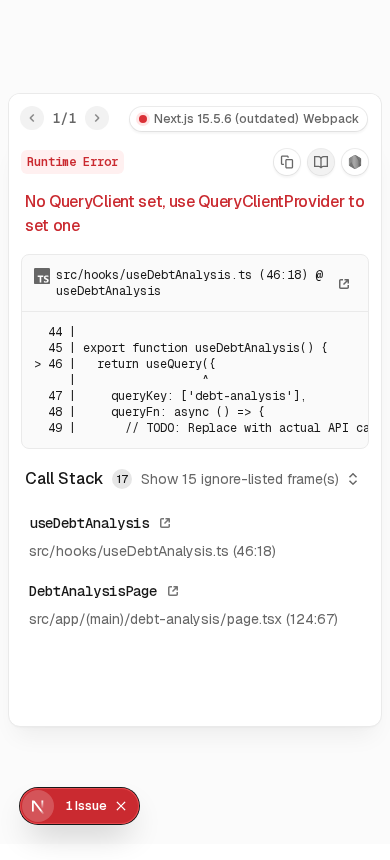 1/1
Next.js 15.5.6 (outdated) Webpack
Runtime Error
No QueryClient set, use QueryClientProvider to
set one
TS
src/hooks/useDebtAnalysis.ts (46:18) @
useDebtAnalysis
44 |
45 | export function useDebtAnalysis() {
> 46 |   return useQuery({
|                  ^
47 |     queryKey: ['debt-analysis'],
48 |     queryFn: async () => {
49 |       // TODO: Replace with actual API ca
Call Stack 17 Show 15 ignore-listed frame(s)
useDebtAnalysis
src/hooks/useDebtAnalysis.ts (46:18)
DebtAnalysisPage
src/app/(main)/debt-analysis/page.tsx (124:67)
N 1 Issue